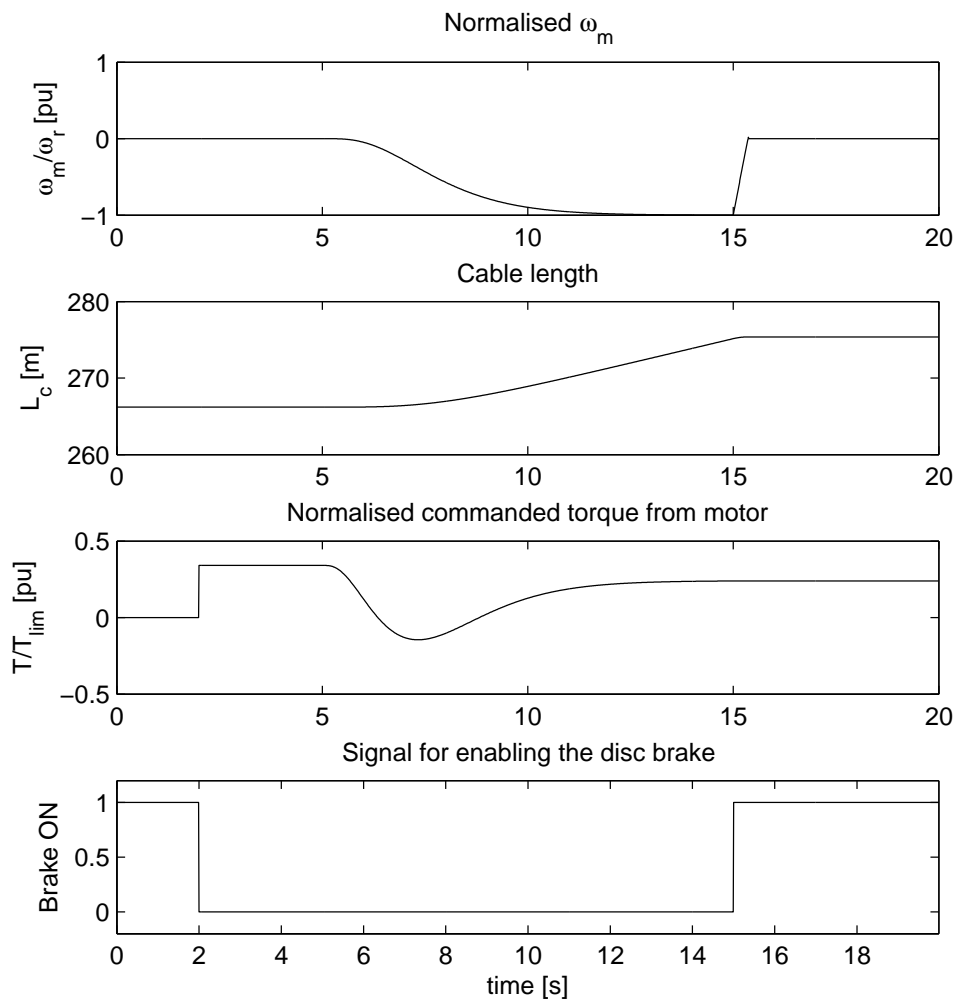 Normalised ω_m
ω_m/ω_r [pu]
1
0
−1
0 5 10 15 20
Cable length
L_c [m]
280
270
260
0 5 10 15 20
Normalised commanded torque from motor
T/T_lim [pu]
0.5
0
−0.5
0 5 10 15 20
Signal for enabling the disc brake
Brake ON
1
0.5
0
0 2 4 6 8 10 12 14 16 18
time [s]